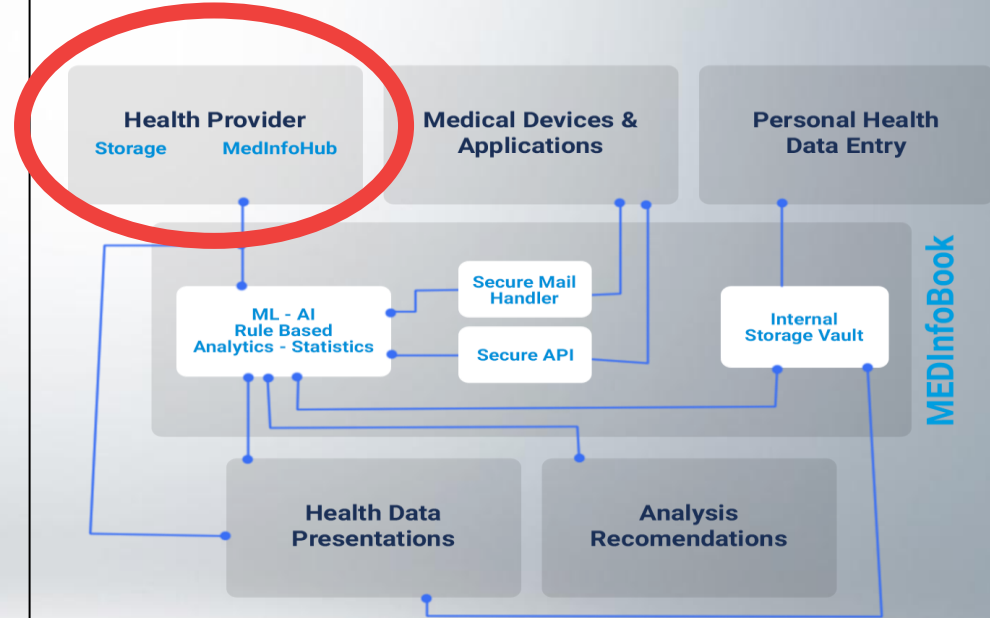 Health Provider
Storage MedInfoHub
Medical Devices &
Applications
Personal Health
Data Entry
ML - AI
Rule Based
Analytics - Statistics
Secure Mail
Handler
Secure API
Internal
Storage Vault
MEDInfoBook
Health Data
Presentations
Analysis
Recomendations